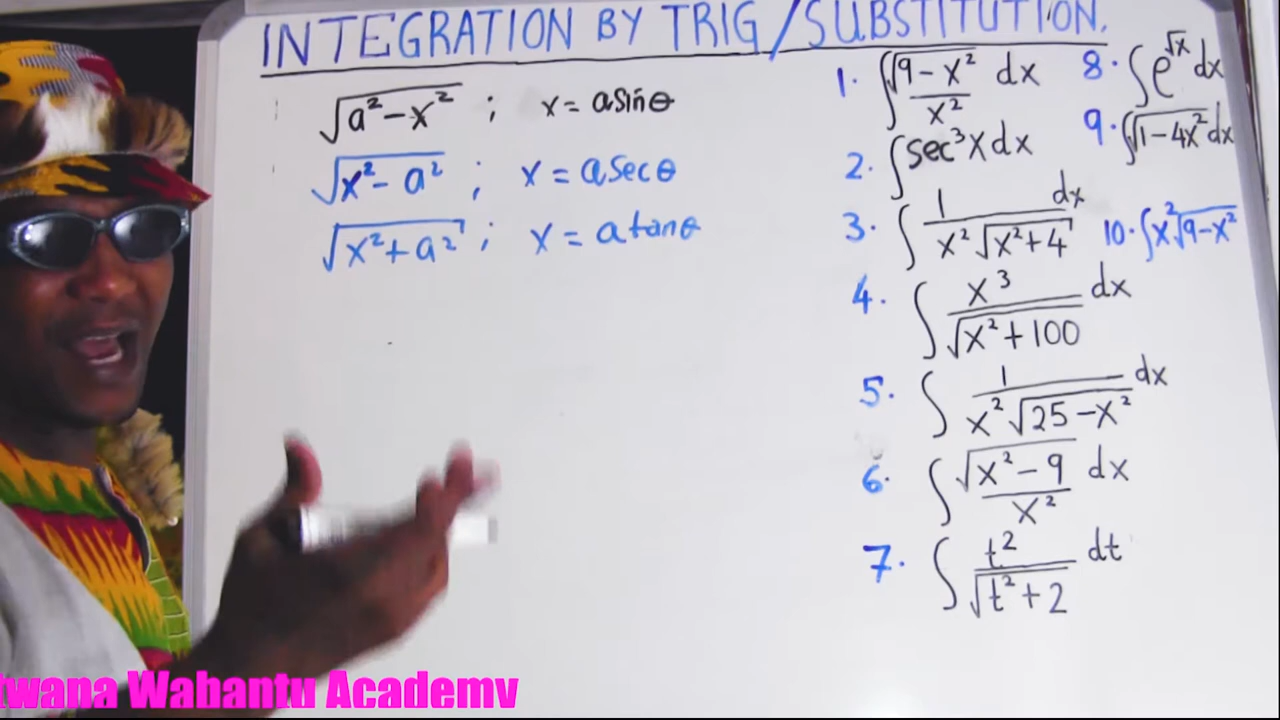 INTEGRATION BY TRIG/SUBSTITUTION.
√(a²-x²) ; x = asinθ
√(x²-a²) ; x = asecθ
√(x²+a²) ; x = atanθ
1. ∫ √(9-x²)/x² dx
2. ∫ sec³x dx
3. ∫ 1/(x²√(x²+4)) dx
4. ∫ x³/√(x²+100) dx
5. ∫ 1/(x²√(25-x²)) dx
6. ∫ √(x²-9)/x² dx
7. ∫ t²/√(t²+2) dt
8. ∫ e^√x dx
9. ∫ √(1-4x²) dx
10. ∫ x²√(9-x²)
Wabantu Academy